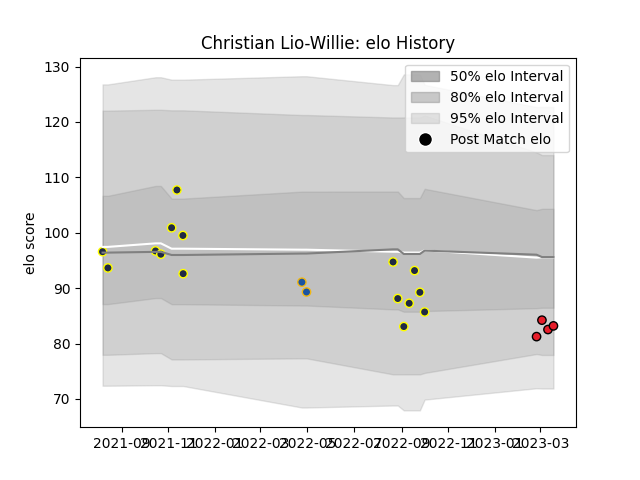 Christian Lio-Willie: elo History
130
120
110
100
90
80
70
elo score
50% elo Interval
80% elo Interval
95% elo Interval
Post Match elo
2021-09
2021-11
2022-01
2022-03
2022-05
2022-07
2022-09
2022-11
2023-01
2023-03